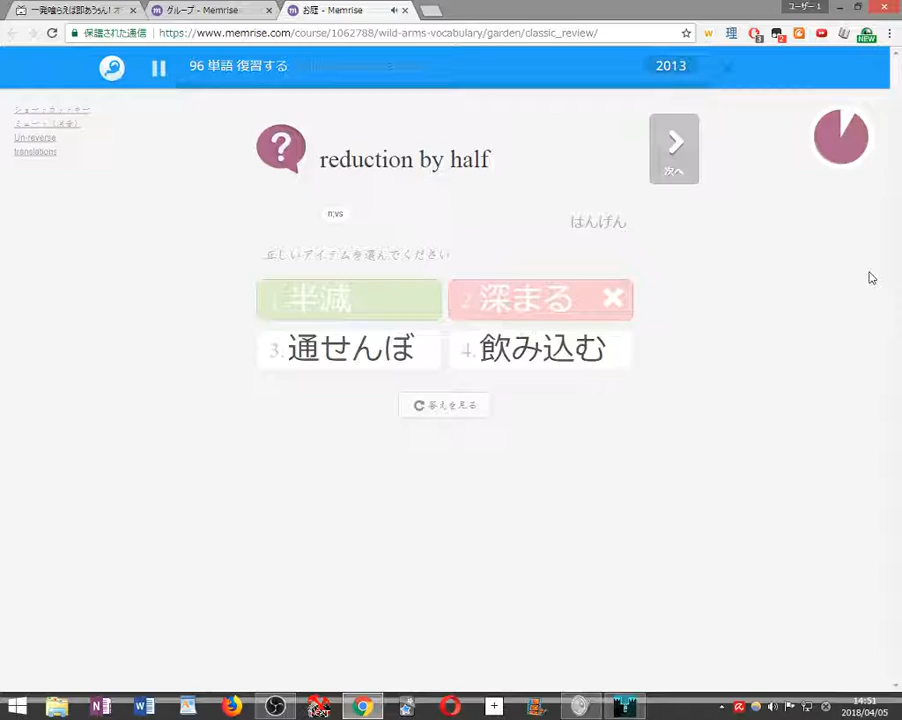 一発喰らえば即あうろん!
グループ - Memrise
お庭 - Memrise
ユーザー 1
保護された通信
https://www.memrise.com/course/1062788/wild-arms-vocabulary/garden/classic_review/
NEW
96 単語 復習する
2013
Un-reverse
translations
?
reduction by half
次へ
n;vs
はんげん
正しいアイテムを選んでください
1. 半減
2. 深まる
3. 通せんぼ
4. 飲み込む
答えを見る
14:51
2018/04/05